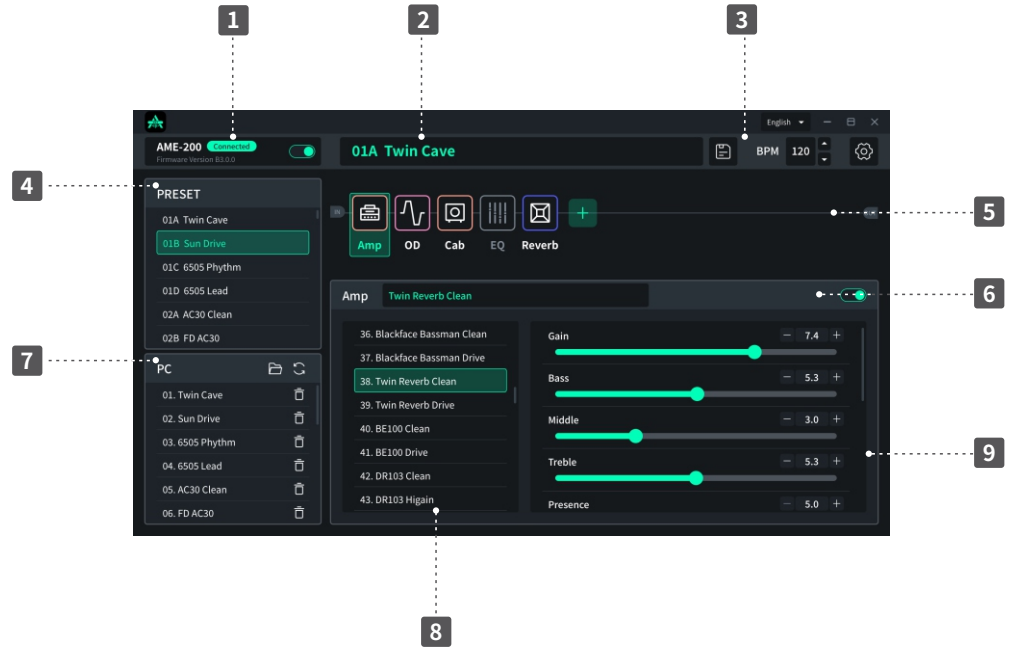 1
2
3
English
AME-200 Connected
Firmware Version B3.0.0
01A Twin Cave
BPM 120
4
PRESET
01A Twin Cave
01B Sun Drive
01C 6505 Phythm
01D 6505 Lead
02A AC30 Clean
02B FD AC30
Amp
OD
Cab
EQ
Reverb
5
Amp Twin Reverb Clean
6
7
PC
01. Twin Cave
02. Sun Drive
03. 6505 Phythm
04. 6505 Lead
05. AC30 Clean
06. FD AC30
36. Blackface Bassman Clean
37. Blackface Bassman Drive
38. Twin Reverb Clean
39. Twin Reverb Drive
40. BE100 Clean
41. BE100 Drive
42. DR103 Clean
43. DR103 Higain
Gain − 7.4 +
Bass − 5.3 +
Middle − 3.0 +
Treble − 5.3 +
Presence − 5.0 +
9
8